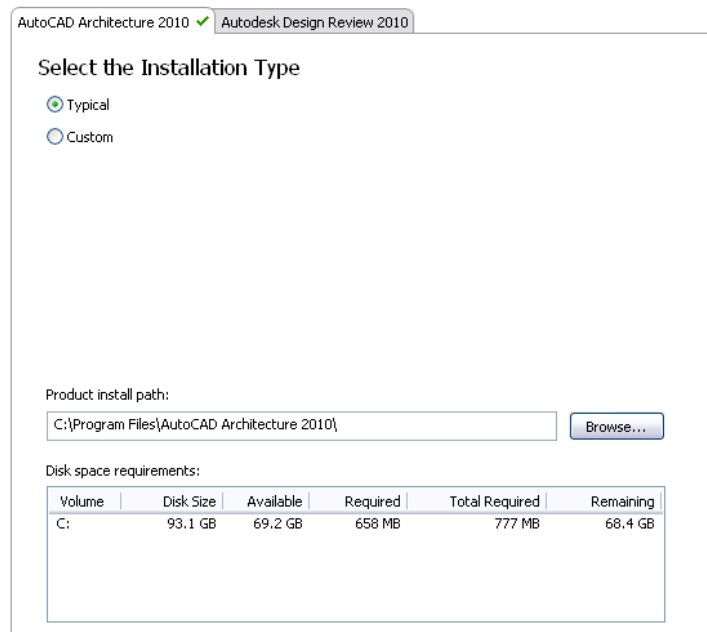 AutoCAD Architecture 2010 Autodesk Design Review 2010
Select the Installation Type
Typical
Custom
Product install path:
C:\Program Files\AutoCAD Architecture 2010\ Browse...
Disk space requirements:
Volume Disk Size Available Required Total Required Remaining
C: 93.1 GB 69.2 GB 658 MB 777 MB 68.4 GB